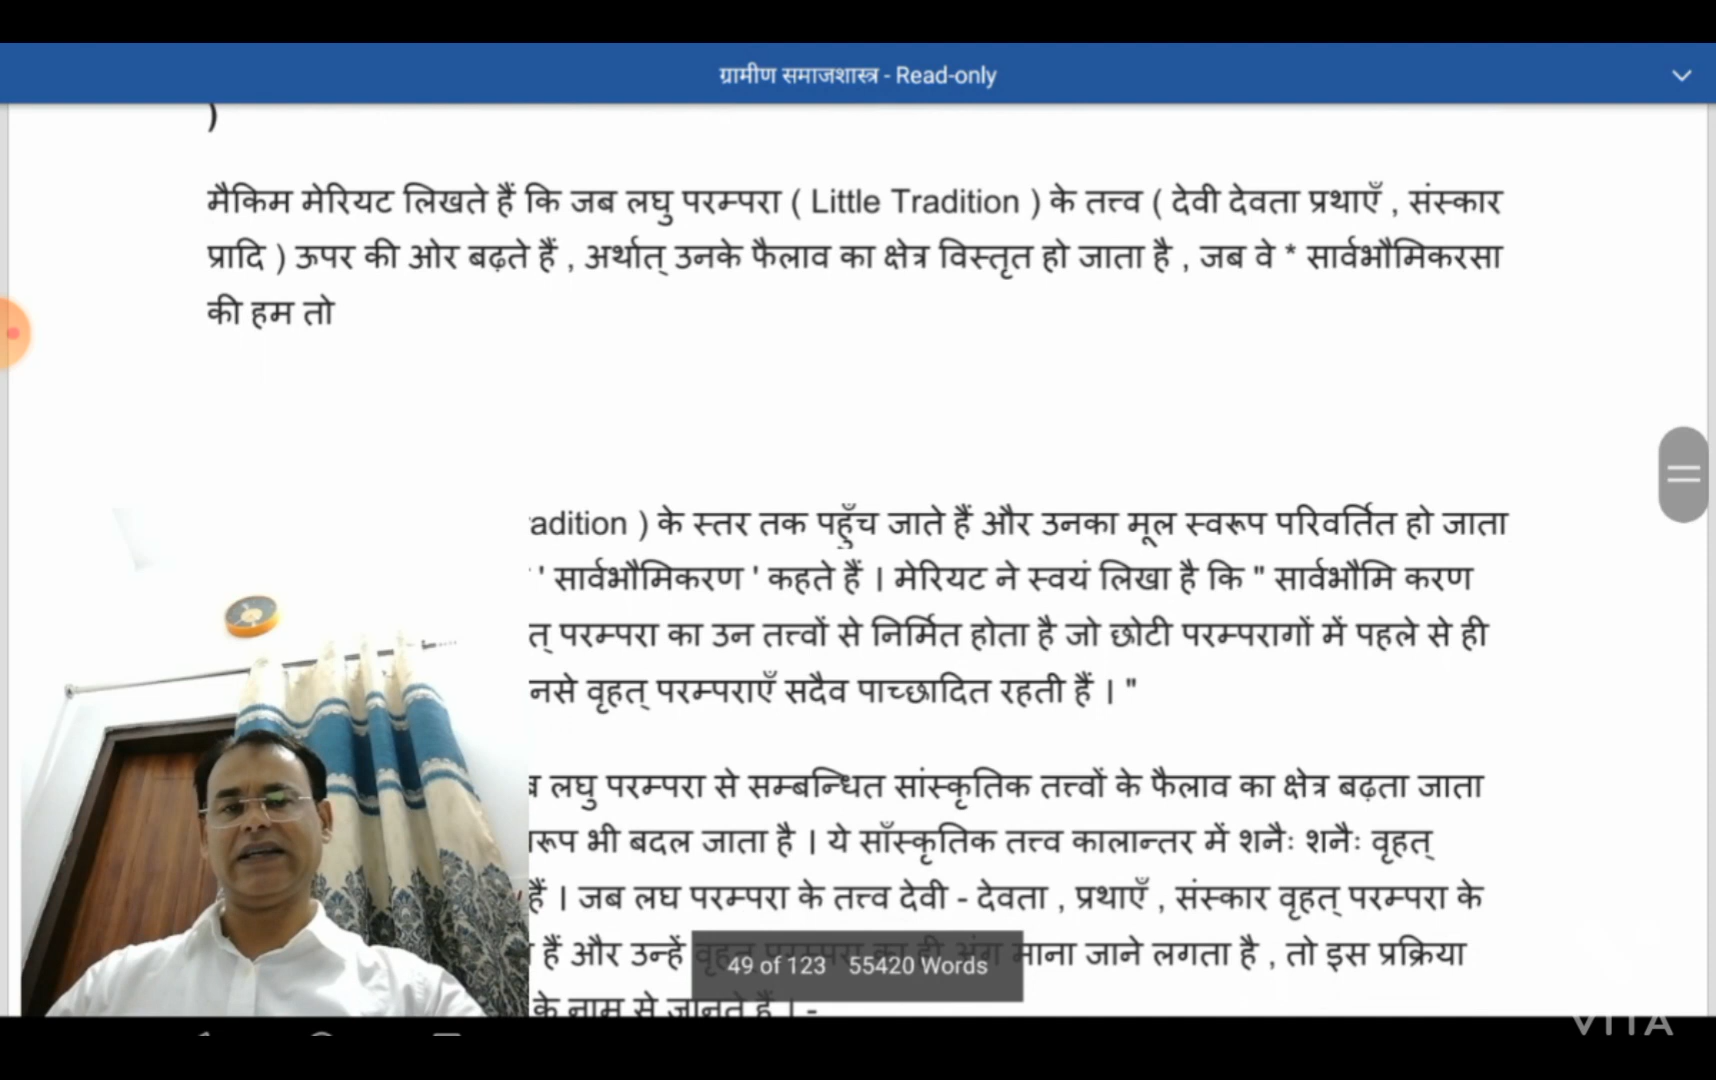 ग्रामीण समाजशास्त्र - Read-only
)
मैकिम मेरियट लिखते हैं कि जब लघु परम्परा ( Little Tradition ) के तत्त्व ( देवी देवता प्रथाएँ , संस्कार
प्रादि ) ऊपर की ओर बढ़ते हैं , अर्थात् उनके फैलाव का क्षेत्र विस्तृत हो जाता है , जब वे * सार्वभौमिकरसा
की हम तो
adition ) के स्तर तक पहुँच जाते हैं और उनका मूल स्वरूप परिवर्तित हो जाता
' सार्वभौमिकरण ' कहते हैं । मेरियट ने स्वयं लिखा है कि " सार्वभौमि करण
त् परम्परा का उन तत्त्वों से निर्मित होता है जो छोटी परम्परागों में पहले से ही
नसे वृहत् परम्पराएँ सदैव पाच्छादित रहती हैं । "
लघु परम्परा से सम्बन्धित सांस्कृतिक तत्त्वों के फैलाव का क्षेत्र बढ़ता जाता
रूप भी बदल जाता है । ये साँस्कृतिक तत्त्व कालान्तर में शनैः शनैः वृहत्
हैं । जब लघ परम्परा के तत्त्व देवी - देवता , प्रथाएँ , संस्कार वृहत् परम्परा के
हैं और उन्हें वृहत् परम्परा का ही अंग माना जाने लगता है , तो इस प्रक्रिया
49 of 123 55420 Words
के नाम से जानते हैं । -
VITA